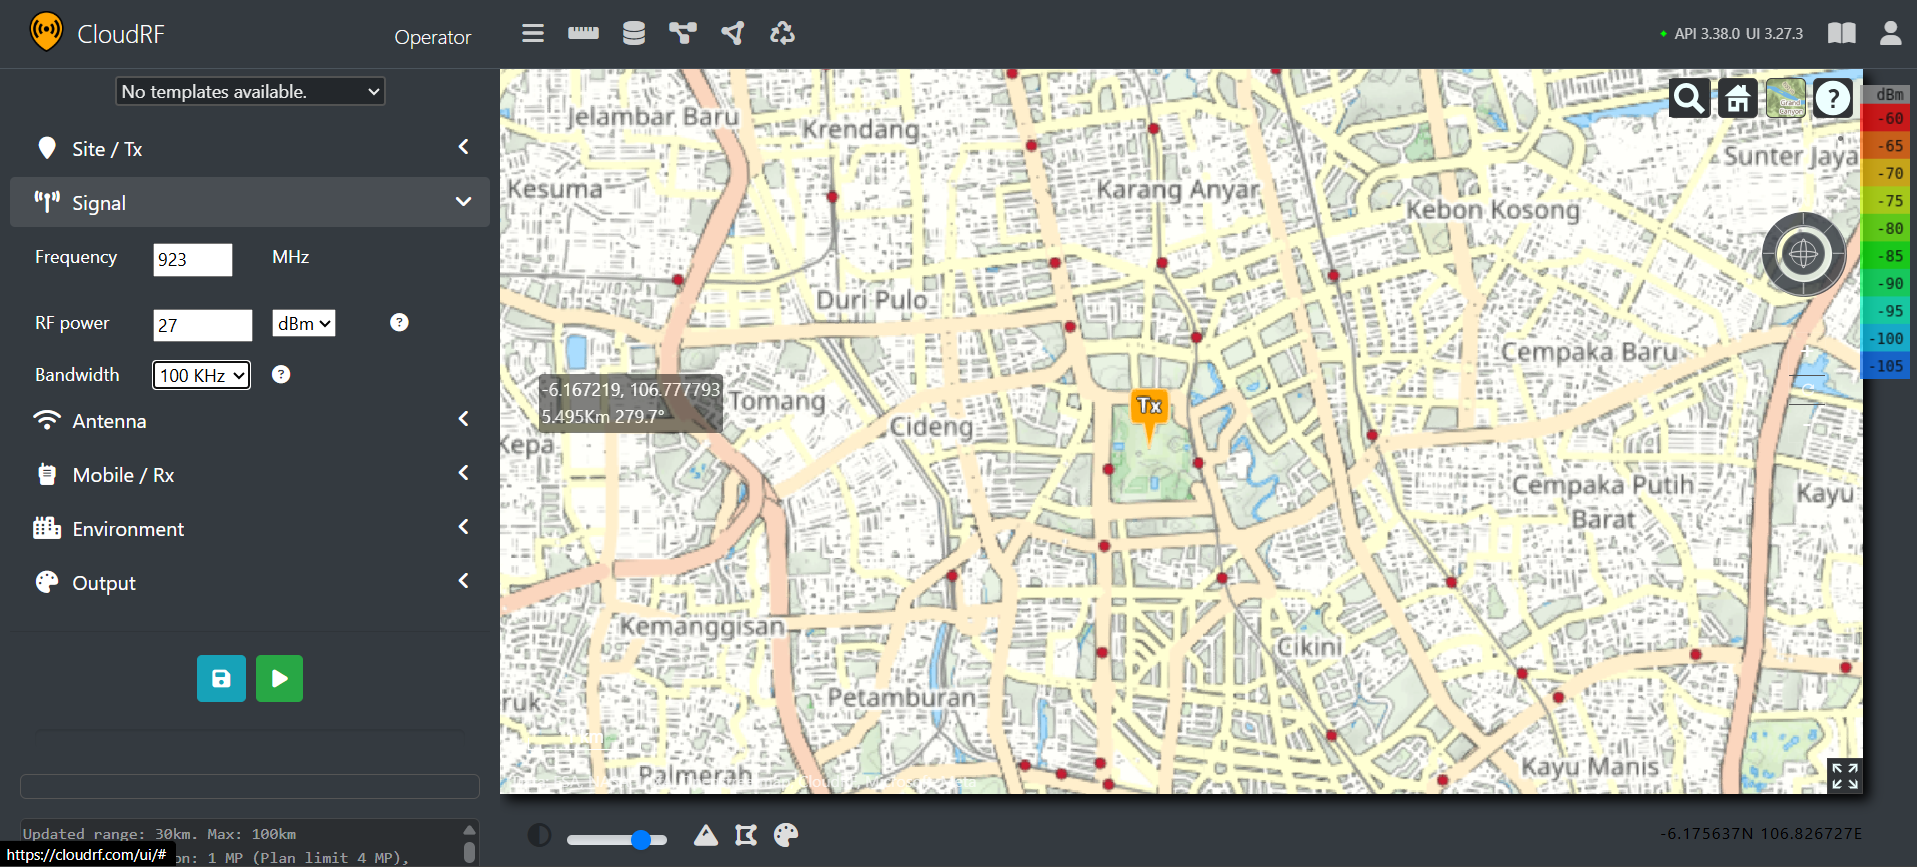 CloudRF
Operator
API 3.38.0 UI 3.27.3
No templates available.
Site / Tx
Signal
Frequency
923
MHz
RF power
27
dBm
?
Bandwidth
100 KHz
?
Antenna
Mobile / Rx
Environment
Output
Updated range: 30km. Max: 100km
on: 1 MP (Plan limit 4 MP),
https://cloudrf.com/ui/#
Jelambar Baru
Krendang
Kesuma
Karang Anyar
Kebon Kosong
Sunter Jaya
Duri Pulo
Cempaka Baru
-6.167219, 106.777793
5.495Km 279.7°
Tomang
Cideng
Tx
Kepa
Cempaka Putih
Barat
Kayu
Kemanggisan
Cikini
Petamburan
ruk
Palmerah
Kayu Manis
?
dBm
-60
-65
-70
-75
-80
-85
-90
-95
-100
-105
-6.175637N 106.826727E